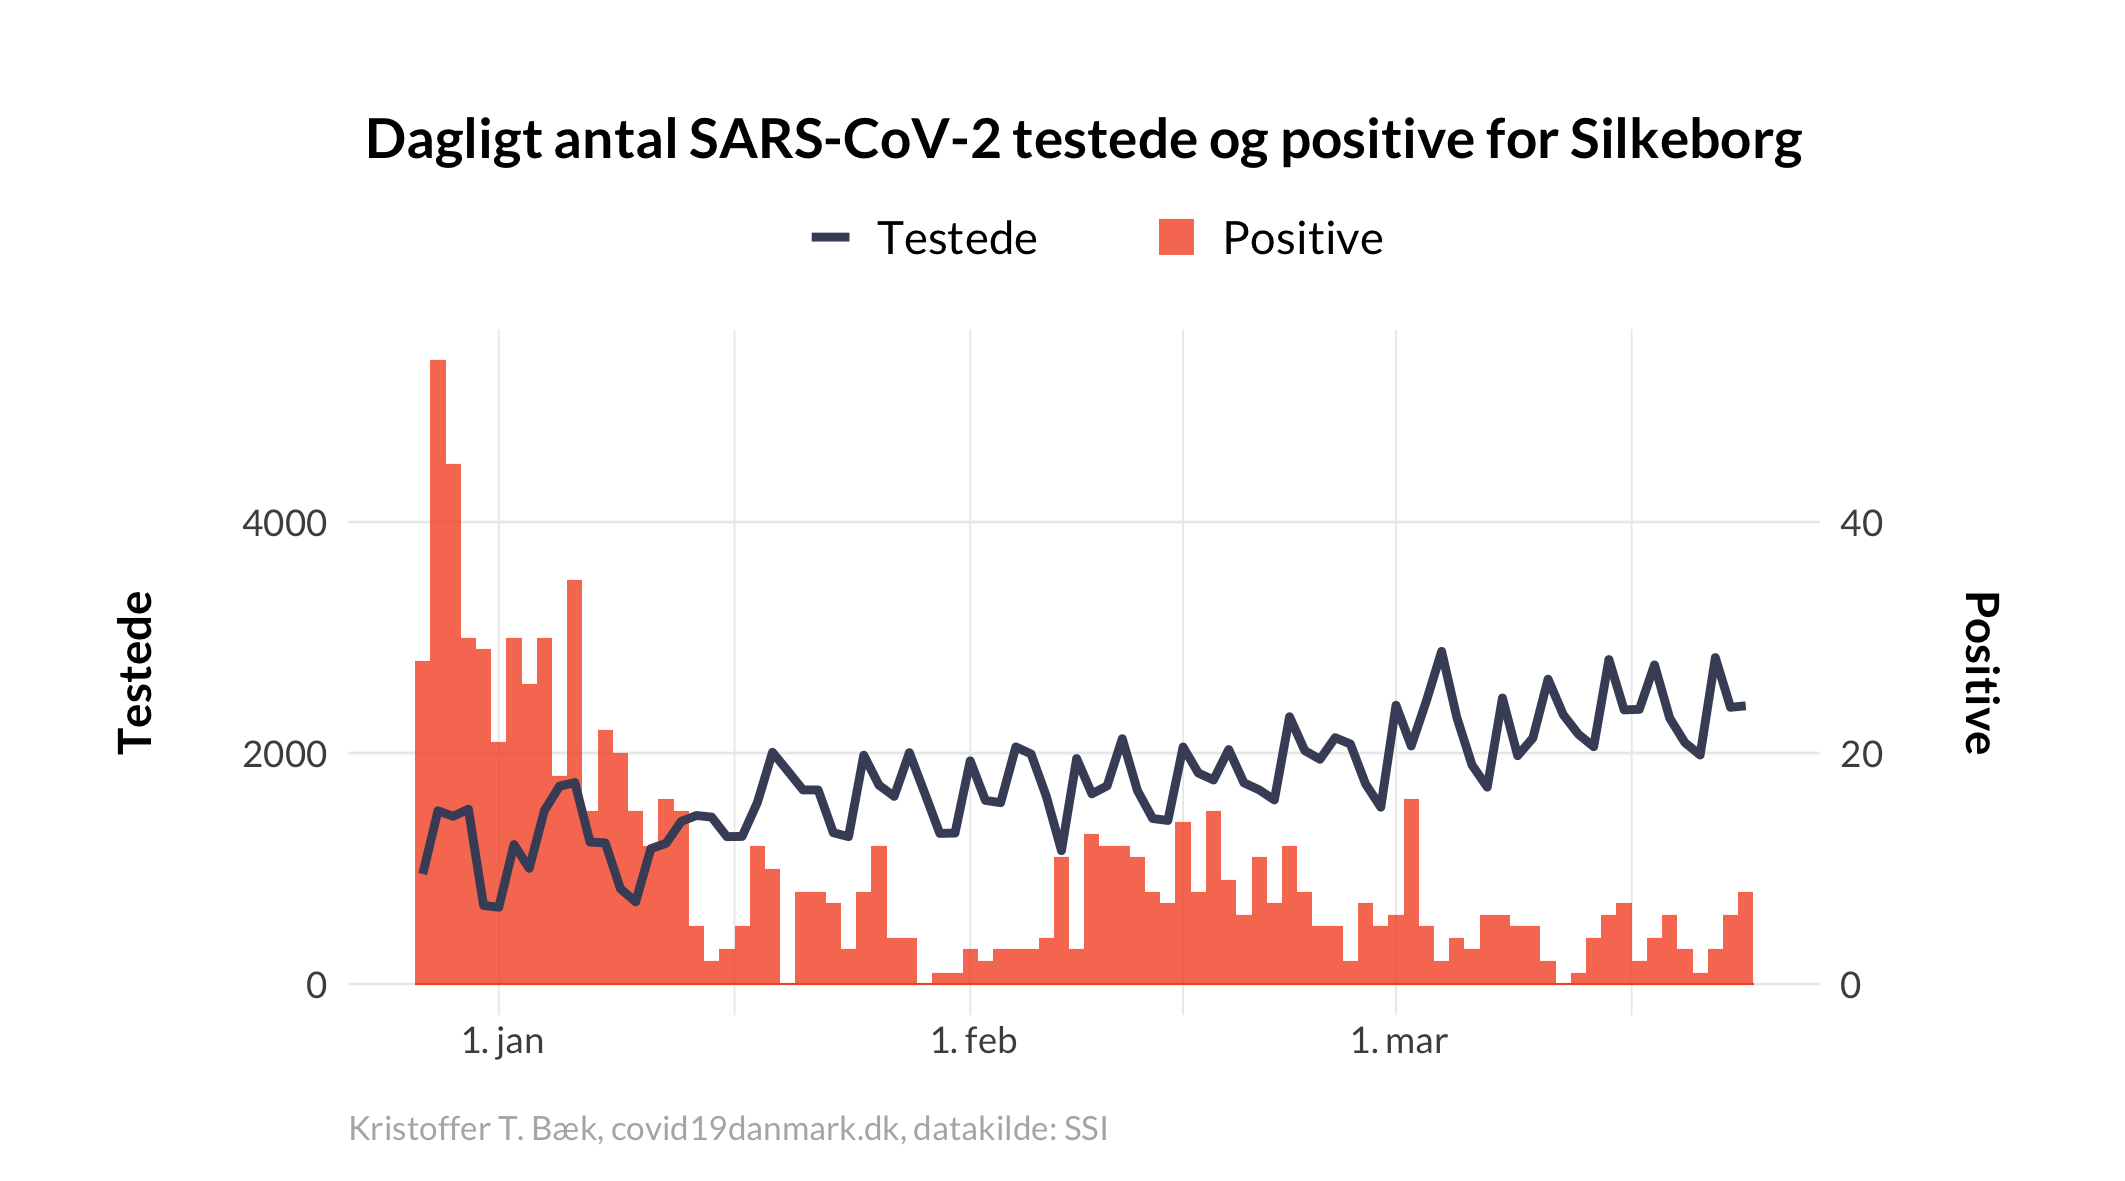 Dagligt antal SARS-CoV-2 testede og positive for Silkeborg
Testede
Positive
Testede
4000
2000
0
40
20
0
Positive
1. jan
1. feb
1. mar
Kristoffer T. Bæk, covid19danmark.dk, datakilde: SSI